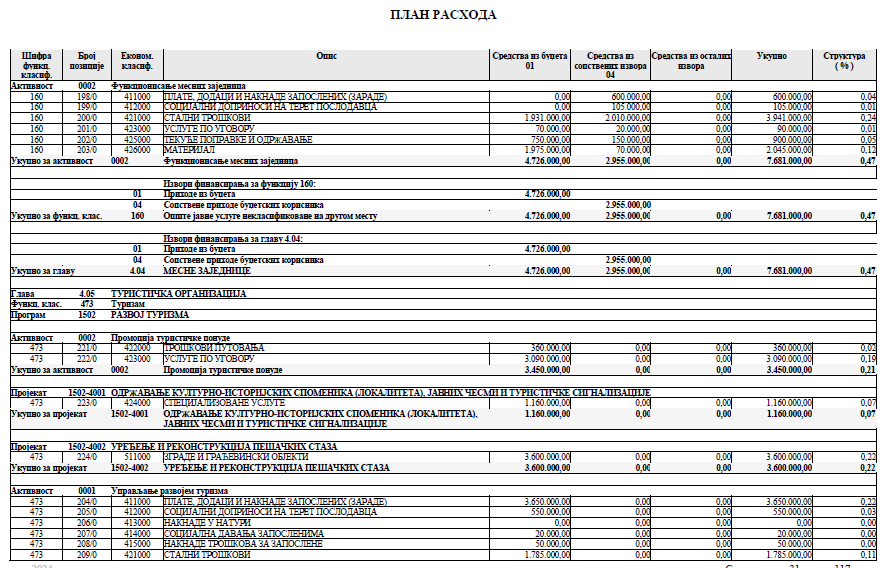 ПЛАН РАСХОДА
Шифра функц. класиф. Број позиције Економ. класиф. Опис Средства из буџета 01 Средства из сопствених извора 04 Средства из осталих извора Укупно Структура ( % )
Активност 0002 Функционисање месних заједница
160 198/0 411000 ПЛАТЕ, ДОДАЦИ И НАКНАДЕ ЗАПОСЛЕНИХ (ЗАРАДЕ) 0,00 600.000,00 0,00 600.000,00 0,04
160 199/0 412000 СОЦИЈАЛНИ ДОПРИНОСИ НА ТЕРЕТ ПОСЛОДАВЦА 0,00 105.000,00 0,00 105.000,00 0,01
160 200/0 421000 СТАЛНИ ТРОШКОВИ 1.931.000,00 2.010.000,00 0,00 3.941.000,00 0,24
160 201/0 423000 УСЛУГЕ ПО УГОВОРУ 70.000,00 20.000,00 0,00 90.000,00 0,01
160 202/0 425000 ТЕКУЋЕ ПОПРАВКЕ И ОДРЖАВАЊЕ 750.000,00 150.000,00 0,00 900.000,00 0,05
160 203/0 426000 МАТЕРИЈАЛ 1.975.000,00 70.000,00 0,00 2.045.000,00 0,12
Укупно за активност 0002 Функционисање месних заједница 4.726.000,00 2.955.000,00 0,00 7.681.000,00 0,47
Извори финансирања за функцију 160:
01 Приходе из буџета 4.726.000,00
04 Сопствене приходе буџетских корисника 2.955.000,00
Укупно за функц. клас. 160 Опште јавне услуге некласификоване на другом месту 4.726.000,00 2.955.000,00 0,00 7.681.000,00 0,47
Извори финансирања за главу 4.04:
01 Приходе из буџета 4.726.000,00
04 Сопствене приходе буџетских корисника 2.955.000,00
Укупно за главу 4.04 МЕСНЕ ЗАЈЕДНИЦЕ 4.726.000,00 2.955.000,00 0,00 7.681.000,00 0,47
Глава 4.05 ТУРИСТИЧКА ОРГАНИЗАЦИЈА
Функц. клас. 473 Туризам
Програм 1502 РАЗВОЈ ТУРИЗМА
Активност 0002 Промоција туристичке понуде
473 221/0 422000 ТРОШКОВИ ПУТОВАЊА 360.000,00 0,00 0,00 360.000,00 0,02
473 222/0 423000 УСЛУГЕ ПО УГОВОРУ 3.090.000,00 0,00 0,00 3.090.000,00 0,19
Укупно за активност 0002 Промоција туристичке понуде 3.450.000,00 0,00 0,00 3.450.000,00 0,21
Пројекат 1502-4001 ОДРЖАВАЊЕ КУЛТУРНО-ИСТОРИЈСКИХ СПОМЕНИКА (ЛОКАЛИТЕТА), ЈАВНИХ ЧЕСМИ И ТУРИСТИЧКЕ СИГНАЛИЗАЦИЈЕ
473 223/0 424000 СПЕЦИЈАЛИЗОВАНЕ УСЛУГЕ 1.160.000,00 0,00 0,00 1.160.000,00 0,07
Укупно за пројекат 1502-4001 ОДРЖАВАЊЕ КУЛТУРНО-ИСТОРИЈСКИХ СПОМЕНИКА (ЛОКАЛИТЕТА), 1.160.000,00 0,00 0,00 1.160.000,00 0,07
ЈАВНИХ ЧЕСМИ И ТУРИСТИЧКЕ СИГНАЛИЗАЦИЈЕ
Пројекат 1502-4002 УРЕЂЕЊЕ И РЕКОНСТРУКЦИЈА ПЕШАЧКИХ СТАЗА
473 224/0 511000 ЗГРАДЕ И ГРАЂЕВИНСКИ ОБЈЕКТИ 3.600.000,00 0,00 0,00 3.600.000,00 0,22
Укупно за пројекат 1502-4002 УРЕЂЕЊЕ И РЕКОНСТРУКЦИЈА ПЕШАЧКИХ СТАЗА 3.600.000,00 0,00 0,00 3.600.000,00 0,22
Активност 0001 Управљање развојем туризма
473 204/0 411000 ПЛАТЕ, ДОДАЦИ И НАКНАДЕ ЗАПОСЛЕНИХ (ЗАРАДЕ) 3.650.000,00 0,00 0,00 3.650.000,00 0,22
473 205/0 412000 СОЦИЈАЛНИ ДОПРИНОСИ НА ТЕРЕТ ПОСЛОДАВЦА 550.000,00 0,00 0,00 550.000,00 0,03
473 206/0 413000 НАКНАДЕ У НАТУРИ 0,00 0,00 0,00 0,00 0,00
473 207/0 414000 СОЦИЈАЛНА ДАВАЊА ЗАПОСЛЕНИМА 20.000,00 0,00 0,00 20.000,00 0,00
473 208/0 415000 НАКНАДЕ ТРОШКОВА ЗА ЗАПОСЛЕНЕ 50.000,00 0,00 0,00 50.000,00 0,00
473 209/0 421000 СТАЛНИ ТРОШКОВИ 1.785.000,00 0,00 0,00 1.785.000,00 0,11